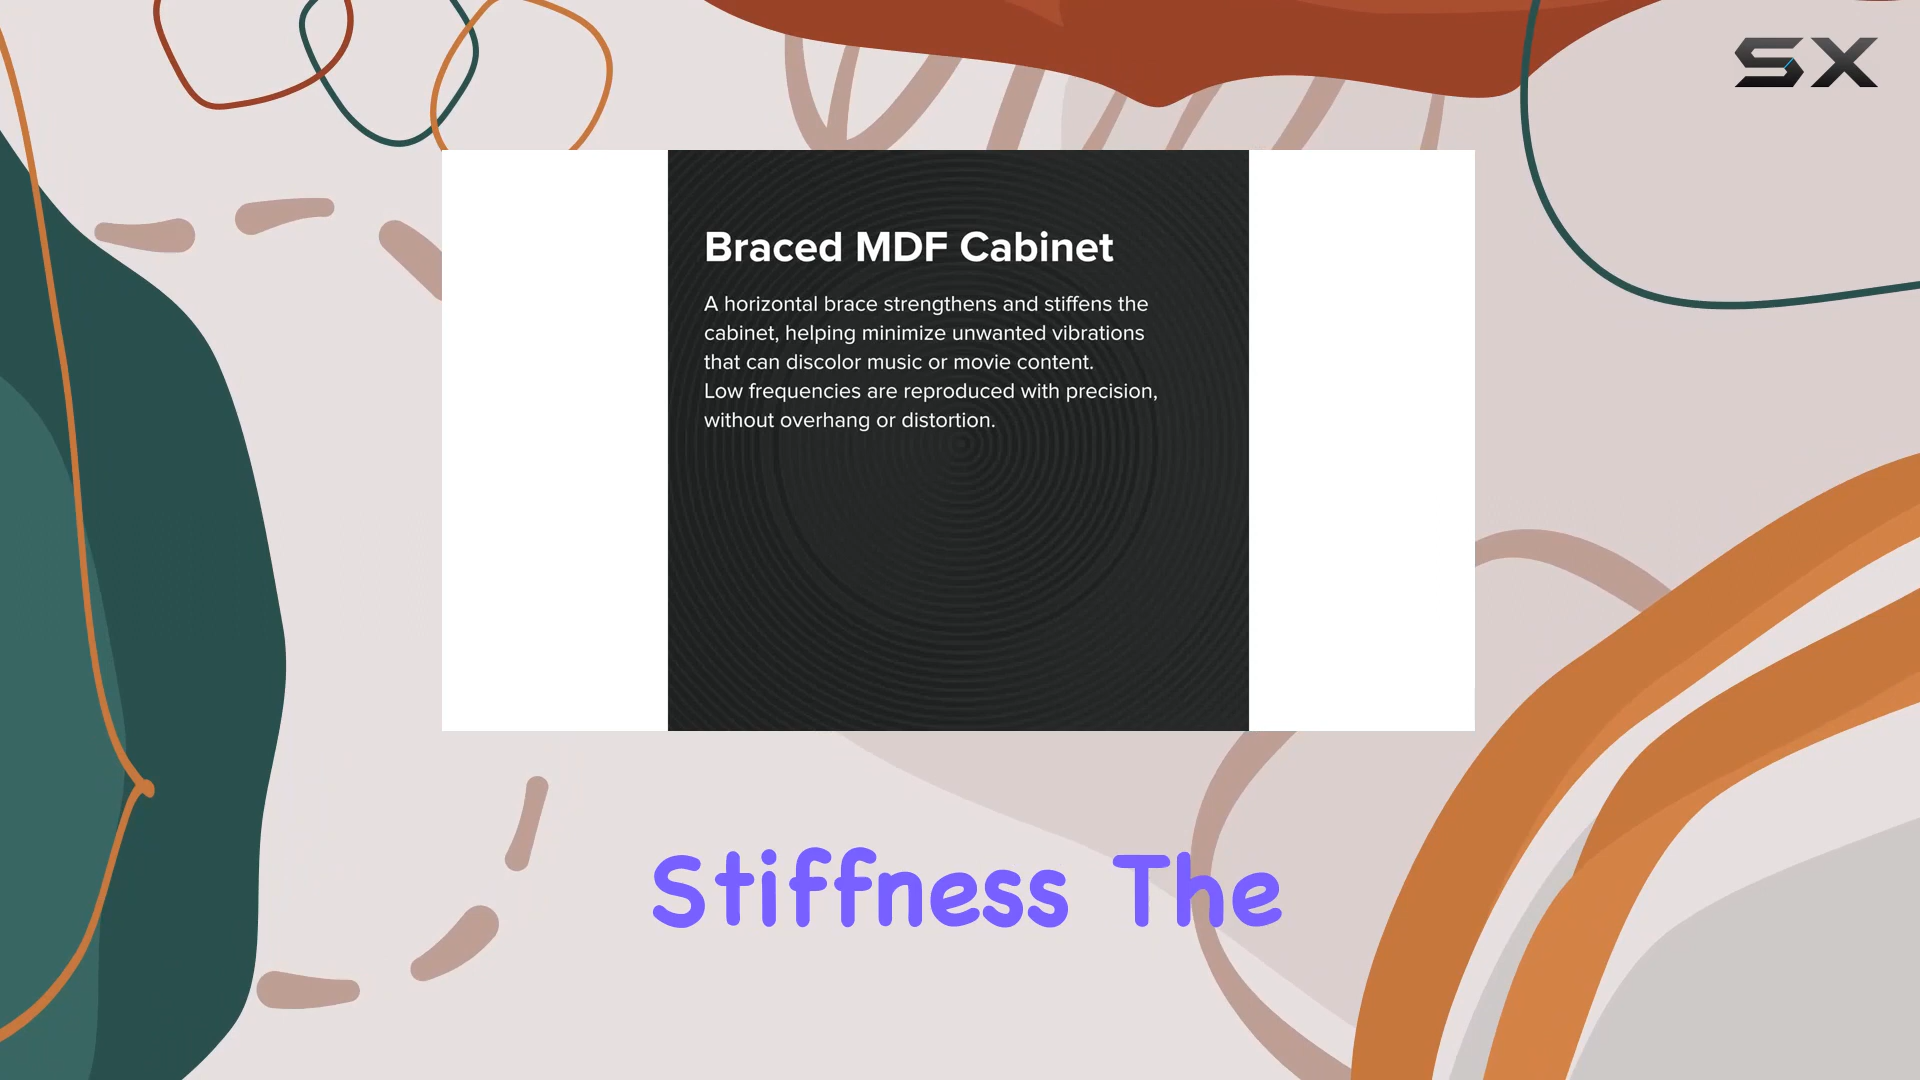 SX
Braced MDF Cabinet
A horizontal brace strengthens and stiffens the
cabinet, helping minimize unwanted vibrations
that can discolor music or movie content.
Low frequencies are reproduced with precision,
without overhang or distortion.
Stiffness The